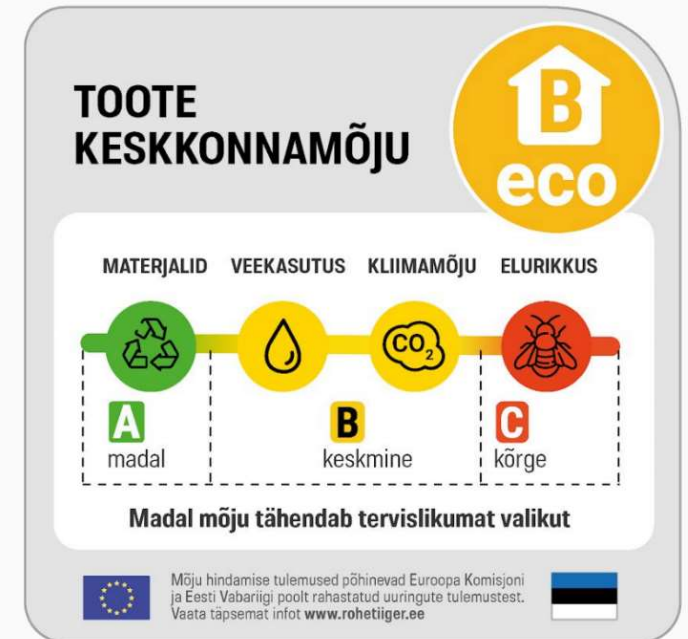 TOOTE
KESKKONNAMÕJU
B
eco
MATERJALID VEEKASUTUS KLIIMAMÕJU ELURIKKUS
CO2
A B C
madal keskmine kõrge
Madal mõju tähendab tervislikumat valikut
Mõju hindamise tulemused põhinevad Euroopa Komisjoni
ja Eesti Vabariigi poolt rahastatud uuringute tulemustest.
Vaata täpsemat infot www.rohetiiger.ee